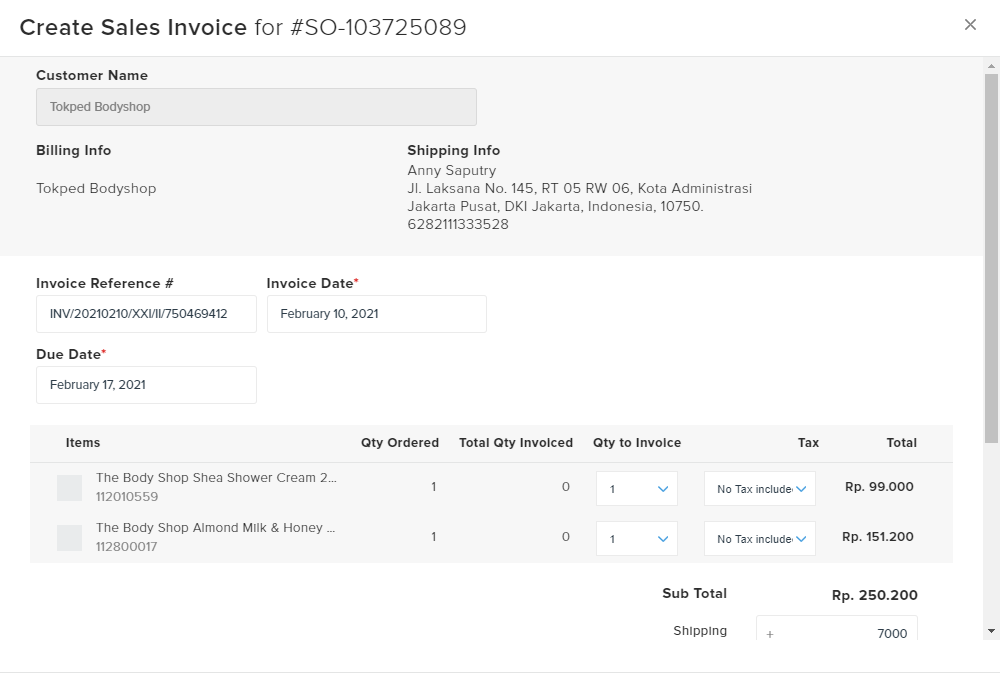 Create Sales Invoice for #SO-103725089
Customer Name
Tokped Bodyshop
Billing Info
Tokped Bodyshop
Shipping Info
Anny Saputry
Jl. Laksana No. 145, RT 05 RW 06, Kota Administrasi
Jakarta Pusat, DKI Jakarta, Indonesia, 10750.
6282111333528
Invoice Reference # Invoice Date*
INV/20210210/XXI/II/750469412 February 10, 2021
Due Date*
February 17, 2021
Items Qty Ordered Total Qty Invoiced Qty to Invoice Tax Total
The Body Shop Shea Shower Cream 2... 1 0 1 No Tax include Rp. 99.000
112010559
The Body Shop Almond Milk & Honey ... 1 0 1 No Tax include Rp. 151.200
112800017
Sub Total Rp. 250.200
Shipping + 7000